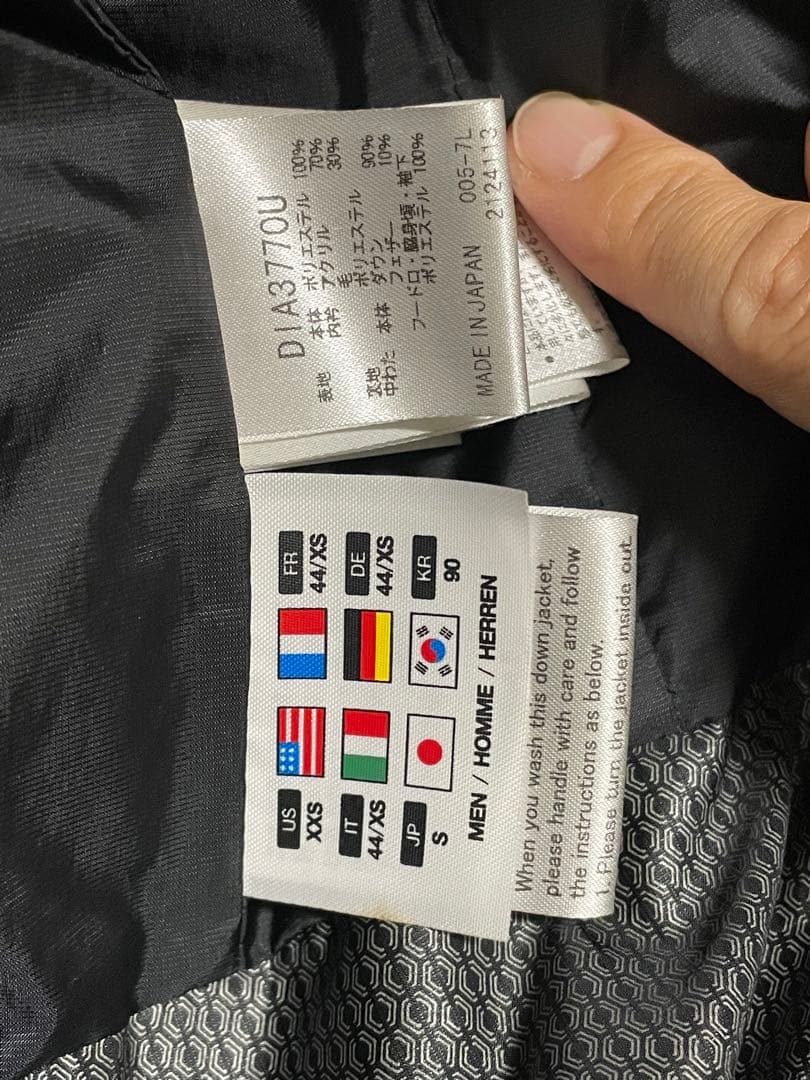 DIA3770U
表地 本体 ポリエステル 100%
内衿 アクリル 70%
毛 30%
裏地 ポリエステル
中わた 本体 ダウン 90%
フェザー 10%
フード口・脇身頃・袖下
ポリエステル 100%
MADE IN JAPAN 005-7L
2124113
US FR
XXS 44/XS
IT DE
44/XS 44/XS
JP KR
S 90
MEN / HOMME / HERREN
When you wash this down jacket,
please handle with care and follow
the instructions as below.
1. Please turn the jacket inside out.